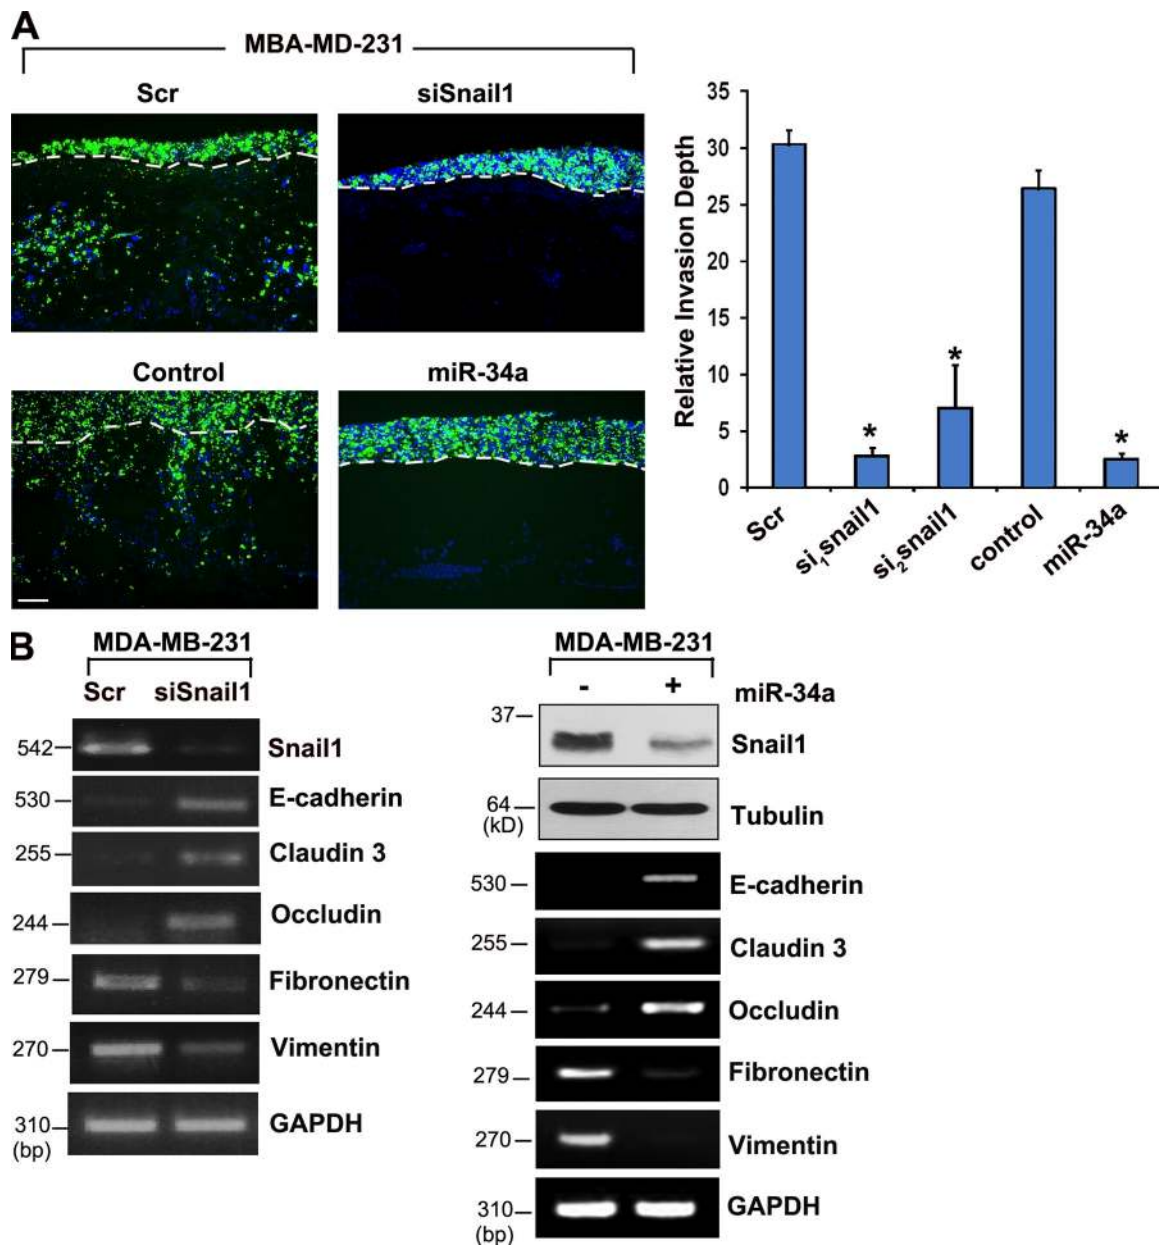 A
MBA-MD-231
Scr
siSnail1
Control
miR-34a
Relative Invasion Depth
35
30
25
20
15
10
5
0
*
*
*
Scr
si₁snail1
si₂snail1
control
miR-34a
B
MDA-MB-231
Scr siSnail1
542 Snail1
530 E-cadherin
255 Claudin 3
244 Occludin
279 Fibronectin
270 Vimentin
310 GAPDH
(bp)
MDA-MB-231
- + miR-34a
37
Snail1
64 Tubulin
(kD)
530 E-cadherin
255 Claudin 3
244 Occludin
279 Fibronectin
270 Vimentin
310 GAPDH
(bp)